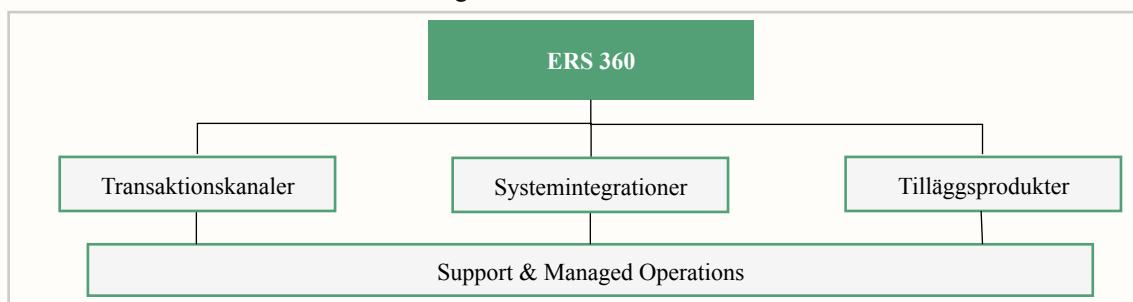 ERS 360
Transaktionskanaler
Systemintegrationer
Tilläggsprodukter
Support & Managed Operations